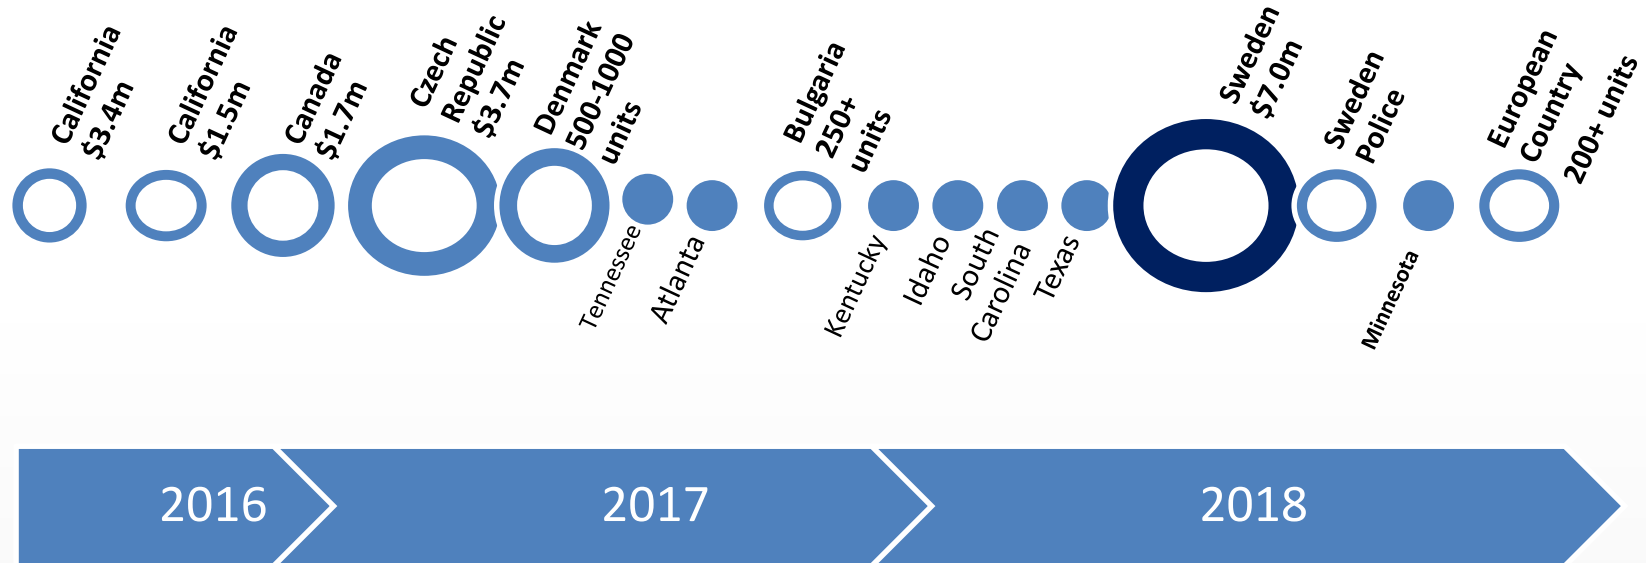 California
$3.4m
California
$1.5m
Canada
$1.7m
Czech
Republic
$3.7m
Denmark
500-1000
units
Tennessee
Atlanta
Bulgaria
250+
units
Kentucky
Idaho
South
Carolina
Texas
Sweden
$7.0m
Sweden
Police
Minnesota
European
Country
200+ units
2016
2017
2018